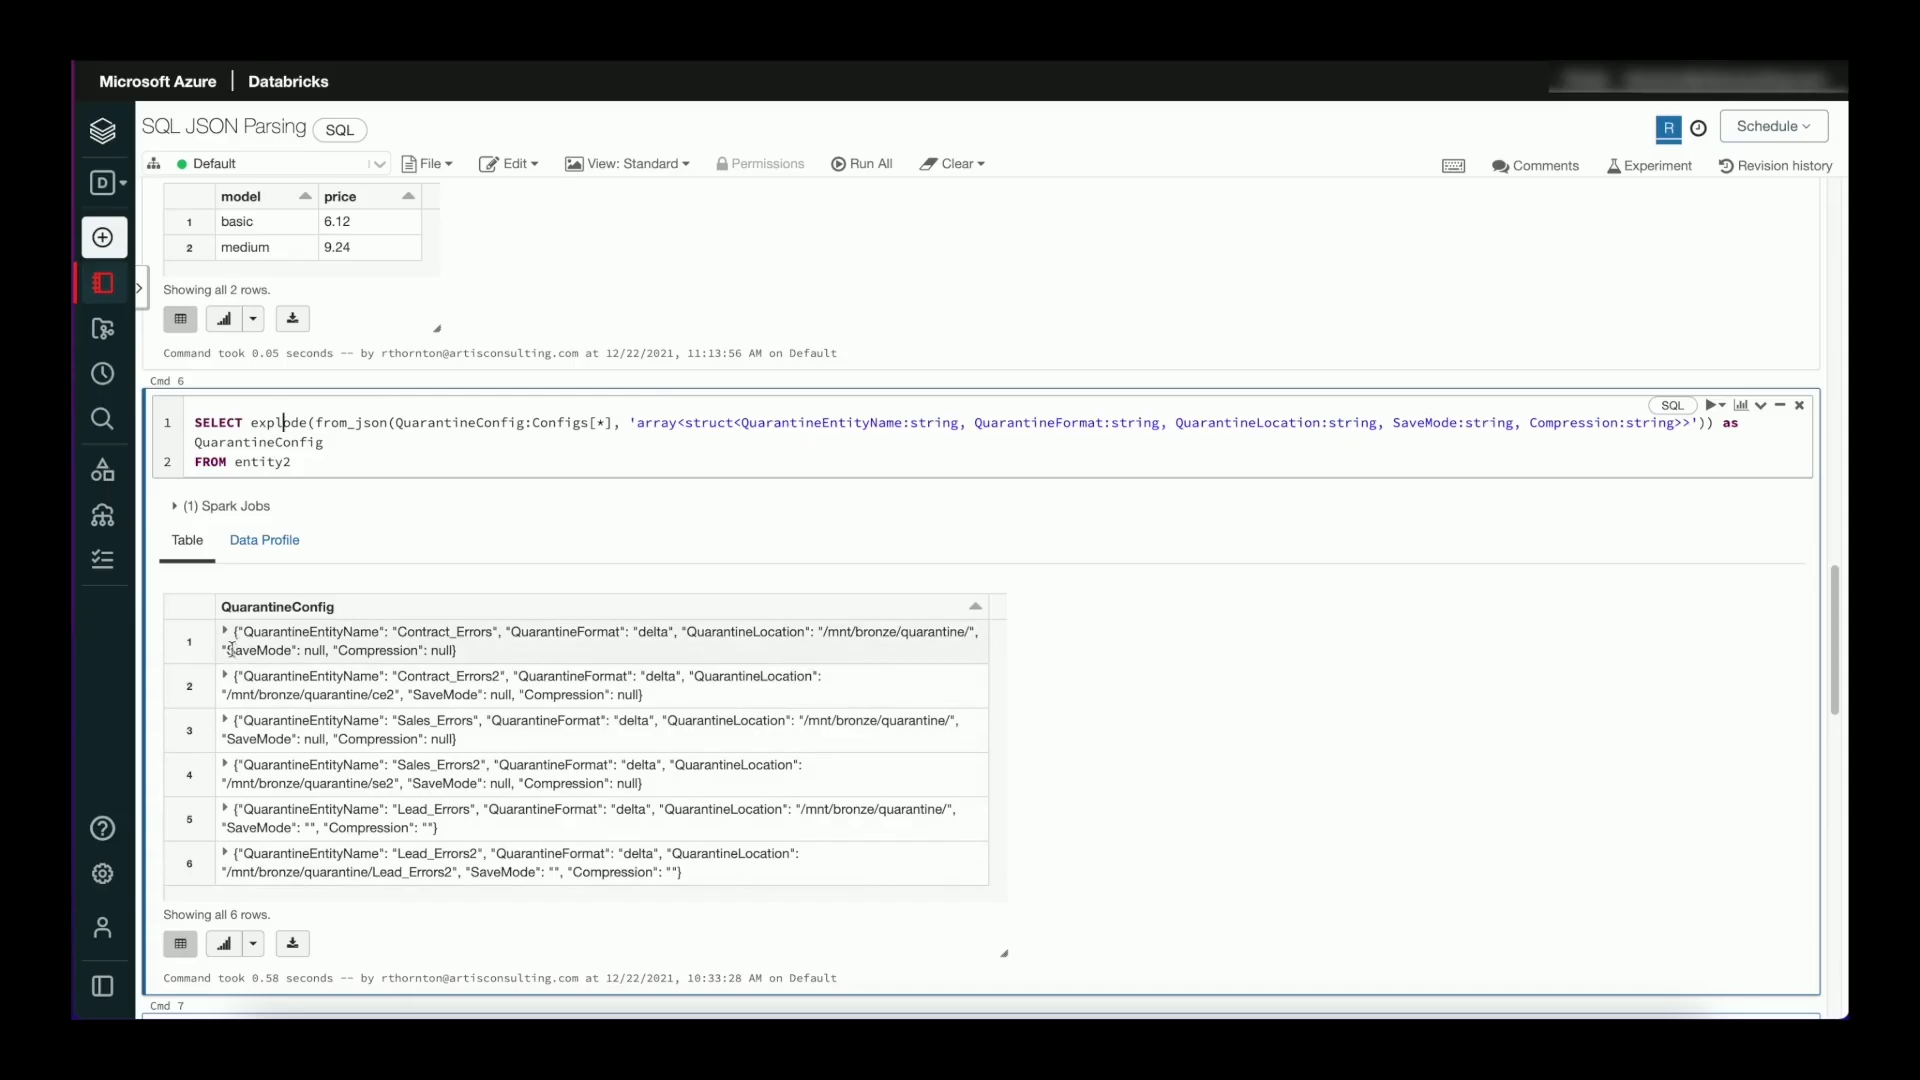 Microsoft Azure | Databricks
SQL JSON Parsing SQL
R Schedule
Default File Edit View: Standard Permissions Run All Clear Comments Experiment Revision history
D
model price
1 basic 6.12
2 medium 9.24
Showing all 2 rows.
Command took 0.05 seconds -- by rthornton@artisconsulting.com at 12/22/2021, 11:13:56 AM on Default
Cmd 6
SQL
1 SELECT explode(from_json(QuarantineConfig:Configs[*], 'array<struct<QuarantineEntityName:string, QuarantineFormat:string, QuarantineLocation:string, SaveMode:string, Compression:string>>')) as
QuarantineConfig
2 FROM entity2
(1) Spark Jobs
Table Data Profile
QuarantineConfig
1 {"QuarantineEntityName": "Contract_Errors", "QuarantineFormat": "delta", "QuarantineLocation": "/mnt/bronze/quarantine/",
"SaveMode": null, "Compression": null}
2 {"QuarantineEntityName": "Contract_Errors2", "QuarantineFormat": "delta", "QuarantineLocation":
"/mnt/bronze/quarantine/ce2", "SaveMode": null, "Compression": null}
3 {"QuarantineEntityName": "Sales_Errors", "QuarantineFormat": "delta", "QuarantineLocation": "/mnt/bronze/quarantine/",
"SaveMode": null, "Compression": null}
4 {"QuarantineEntityName": "Sales_Errors2", "QuarantineFormat": "delta", "QuarantineLocation":
"/mnt/bronze/quarantine/se2", "SaveMode": null, "Compression": null}
5 {"QuarantineEntityName": "Lead_Errors", "QuarantineFormat": "delta", "QuarantineLocation": "/mnt/bronze/quarantine/",
"SaveMode": "", "Compression": ""}
6 {"QuarantineEntityName": "Lead_Errors2", "QuarantineFormat": "delta", "QuarantineLocation":
"/mnt/bronze/quarantine/Lead_Errors2", "SaveMode": "", "Compression": ""}
Showing all 6 rows.
Command took 0.58 seconds -- by rthornton@artisconsulting.com at 12/22/2021, 10:33:28 AM on Default
Cmd 7